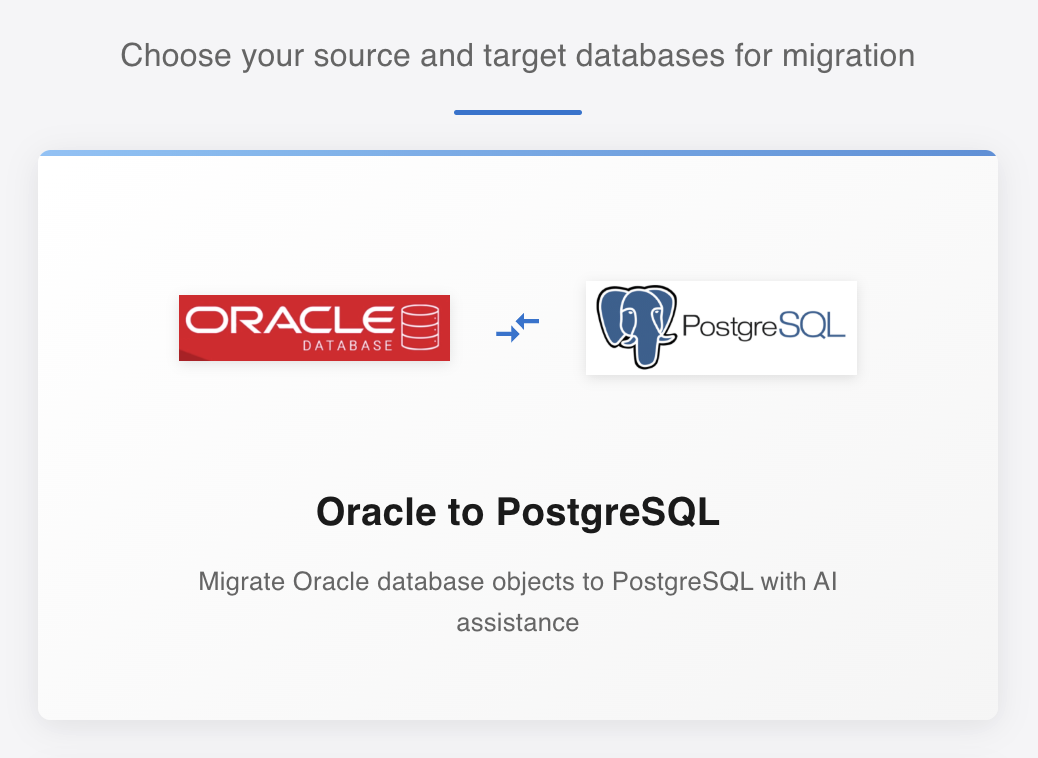 Choose your source and target databases for migration
ORACLE
DATABASE
PostgreSQL
Oracle to PostgreSQL
Migrate Oracle database objects to PostgreSQL with AI
assistance